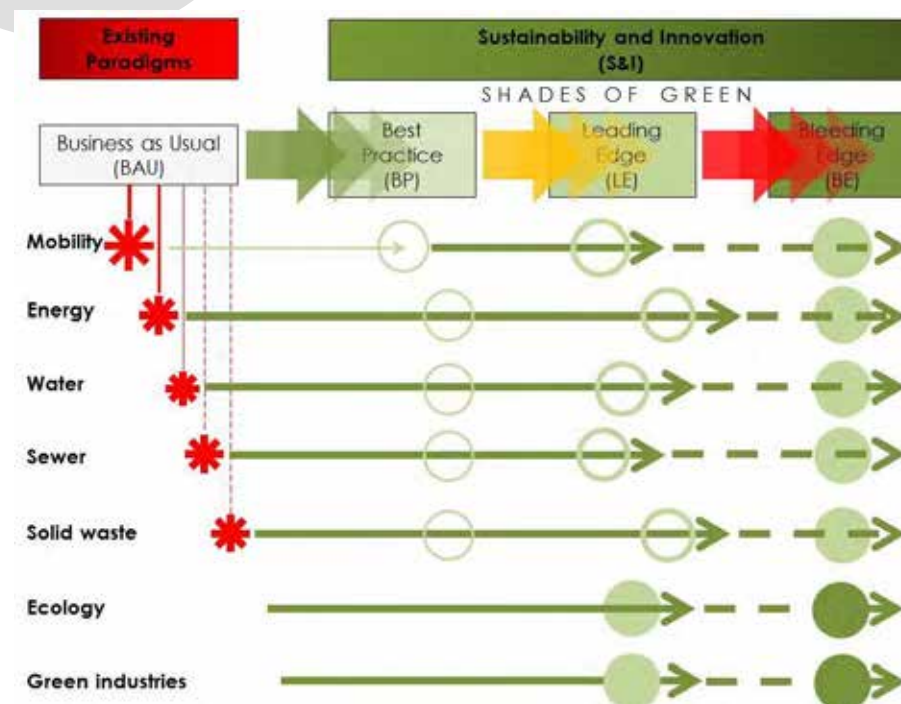 Existing
Paradigms
Sustainability and Innovation
(S&I)
SHADES OF GREEN
Business as Usual
(BAU)
Best
Practice
(BP)
Leading
Edge
(LE)
Bleeding
Edge
(BE)
Mobility
Energy
Water
Sewer
Solid waste
Ecology
Green industries